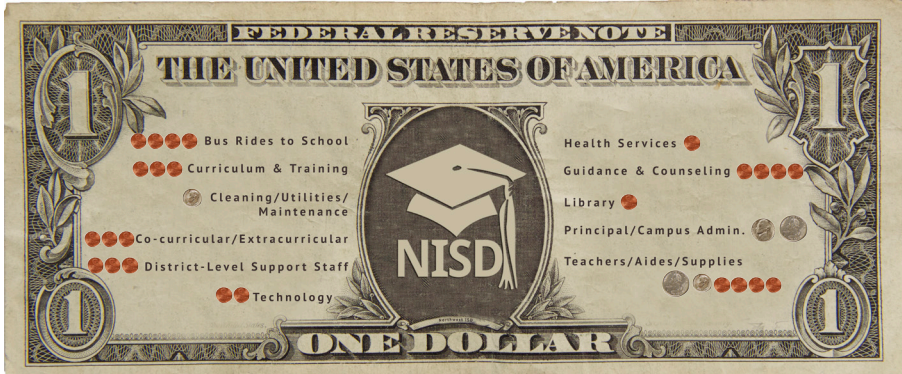 FEDERAL RESERVE NOTE
THE UNITED STATES OF AMERICA
1
1
Bus Rides to School
Curriculum & Training
Cleaning/Utilities/
Maintenance
Co-curricular/Extracurricular
District-Level Support Staff
Technology
NISD
Health Services
Guidance & Counseling
Library
Principal/Campus Admin.
Teachers/Aides/Supplies
1
1
ONE DOLLAR